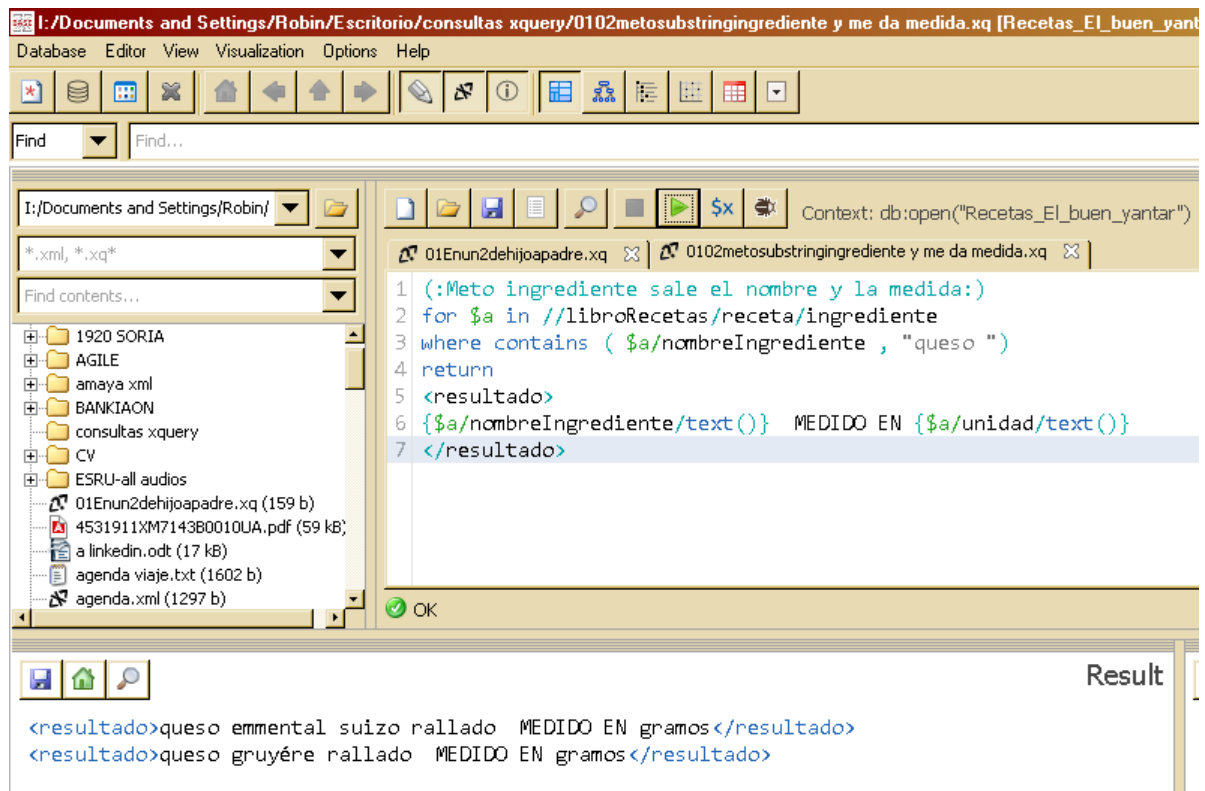 I:/Documents and Settings/Robin/Escritorio/consultas xquery/0102metosubstringingrediente y me da medida.xq [Recetas_El_buen_yant
Database Editor View Visualization Options Help
Find Find...
I:/Documents and Settings/Robin/
*.xml, *.xq*
Find contents...
1920 SORIA
AGILE
amaya xml
BANKIAON
consultas xquery
CV
ESRU-all audios
01Enun2dehijoapadre.xq (159 b)
4531911XM7143B0010UA.pdf (59 kB)
a linkedin.odt (17 kB)
agenda viaje.txt (1602 b)
agenda.xml (1297 b)
$x Context: db:open("Recetas_El_buen_yantar")
01Enun2dehijoapadre.xq 0102metosubstringingrediente y me da medida.xq
1 (:Meto ingrediente sale el nombre y la medida:)
2 for $a in //libroRecetas/receta/ingrediente
3 where contains ( $a/nombreIngrediente , "queso ")
4 return
5 <resultado>
6 {$a/nombreIngrediente/text()}  MEDIDO EN {$a/unidad/text()}
7 </resultado>
OK
Result
<resultado>queso emmental suizo rallado  MEDIDO EN gramos</resultado>
<resultado>queso gruyére rallado  MEDIDO EN gramos</resultado>